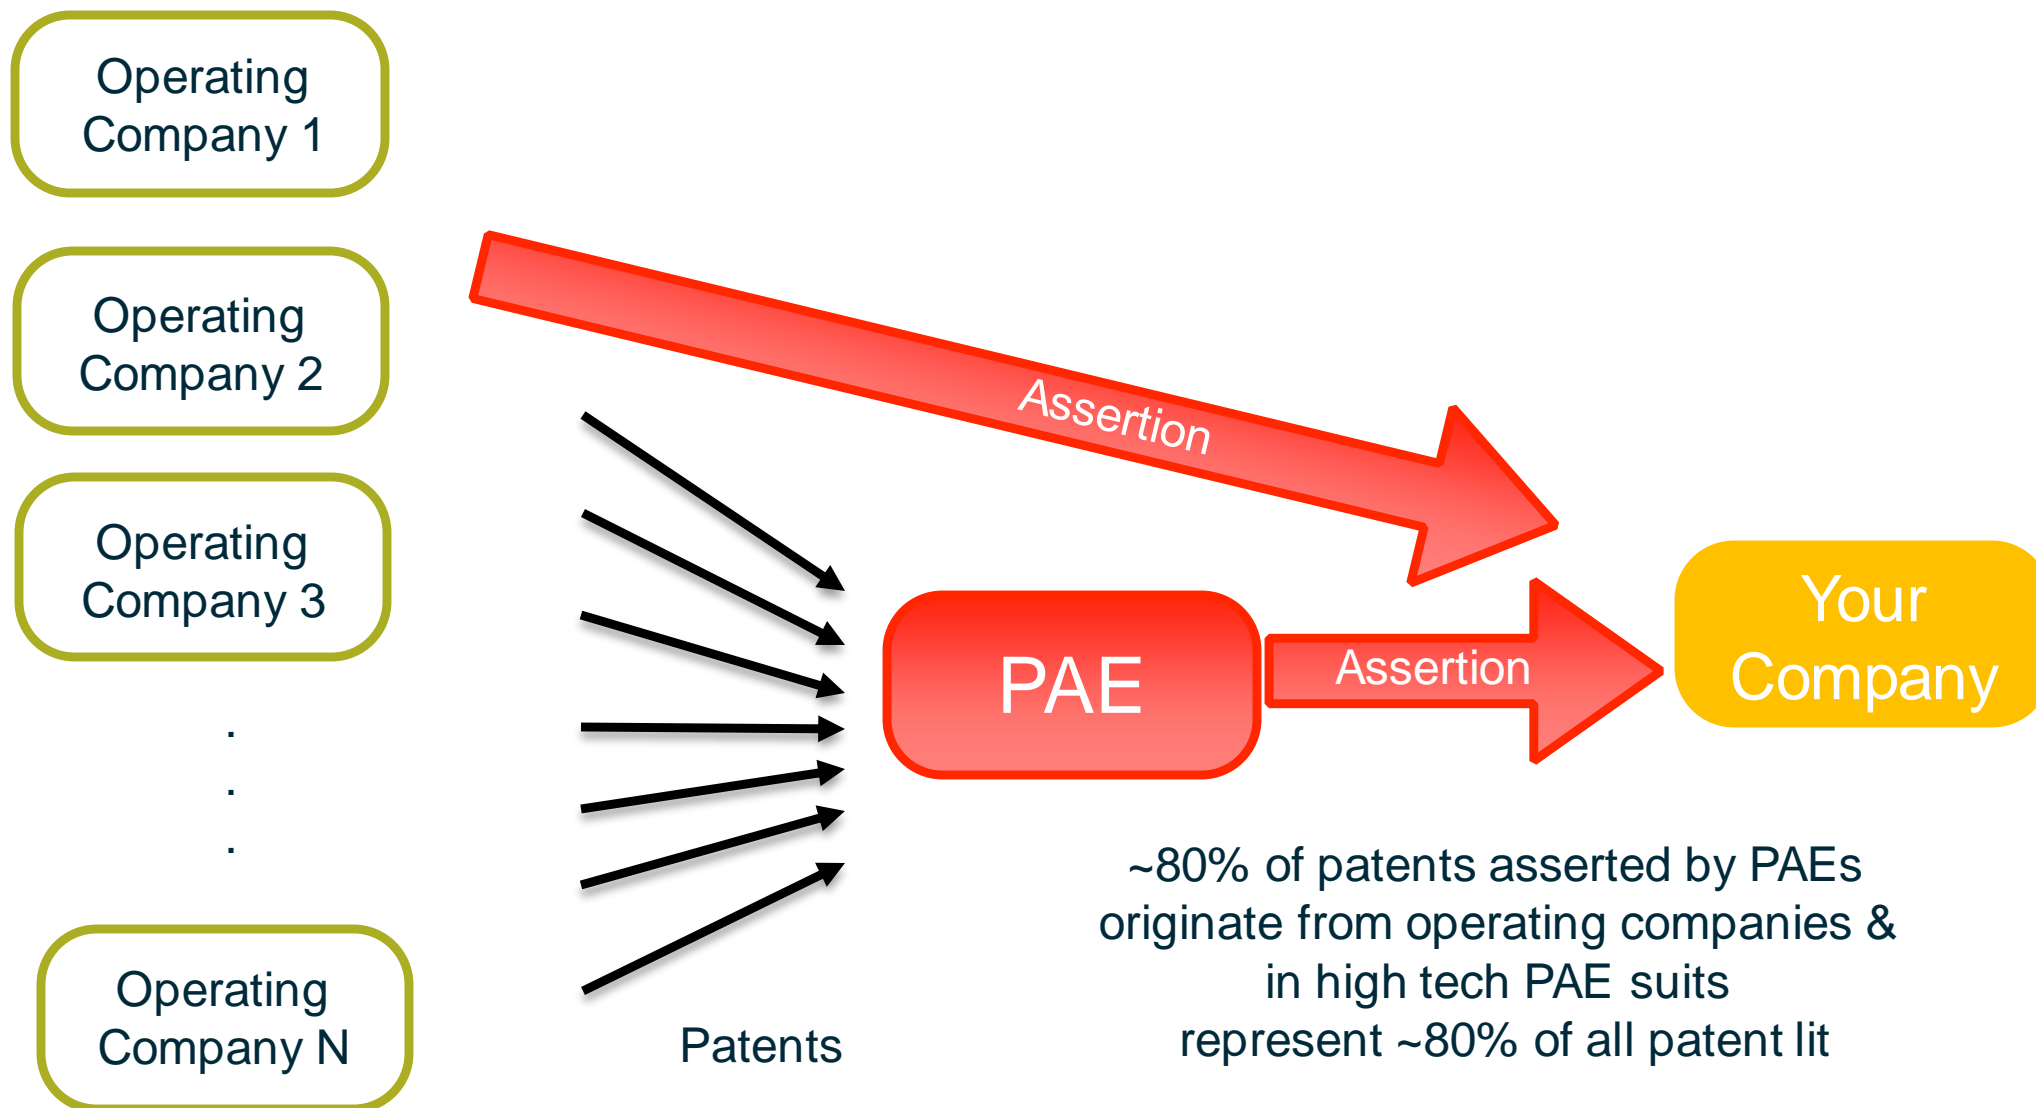 Operating
Company 1
Operating
Company 2
Operating
Company 3
.
.
.
Operating
Company N
Assertion
Patents
PAE
Assertion
Your
Company
~80% of patents asserted by PAEs
originate from operating companies &
in high tech PAE suits
represent ~80% of all patent lit